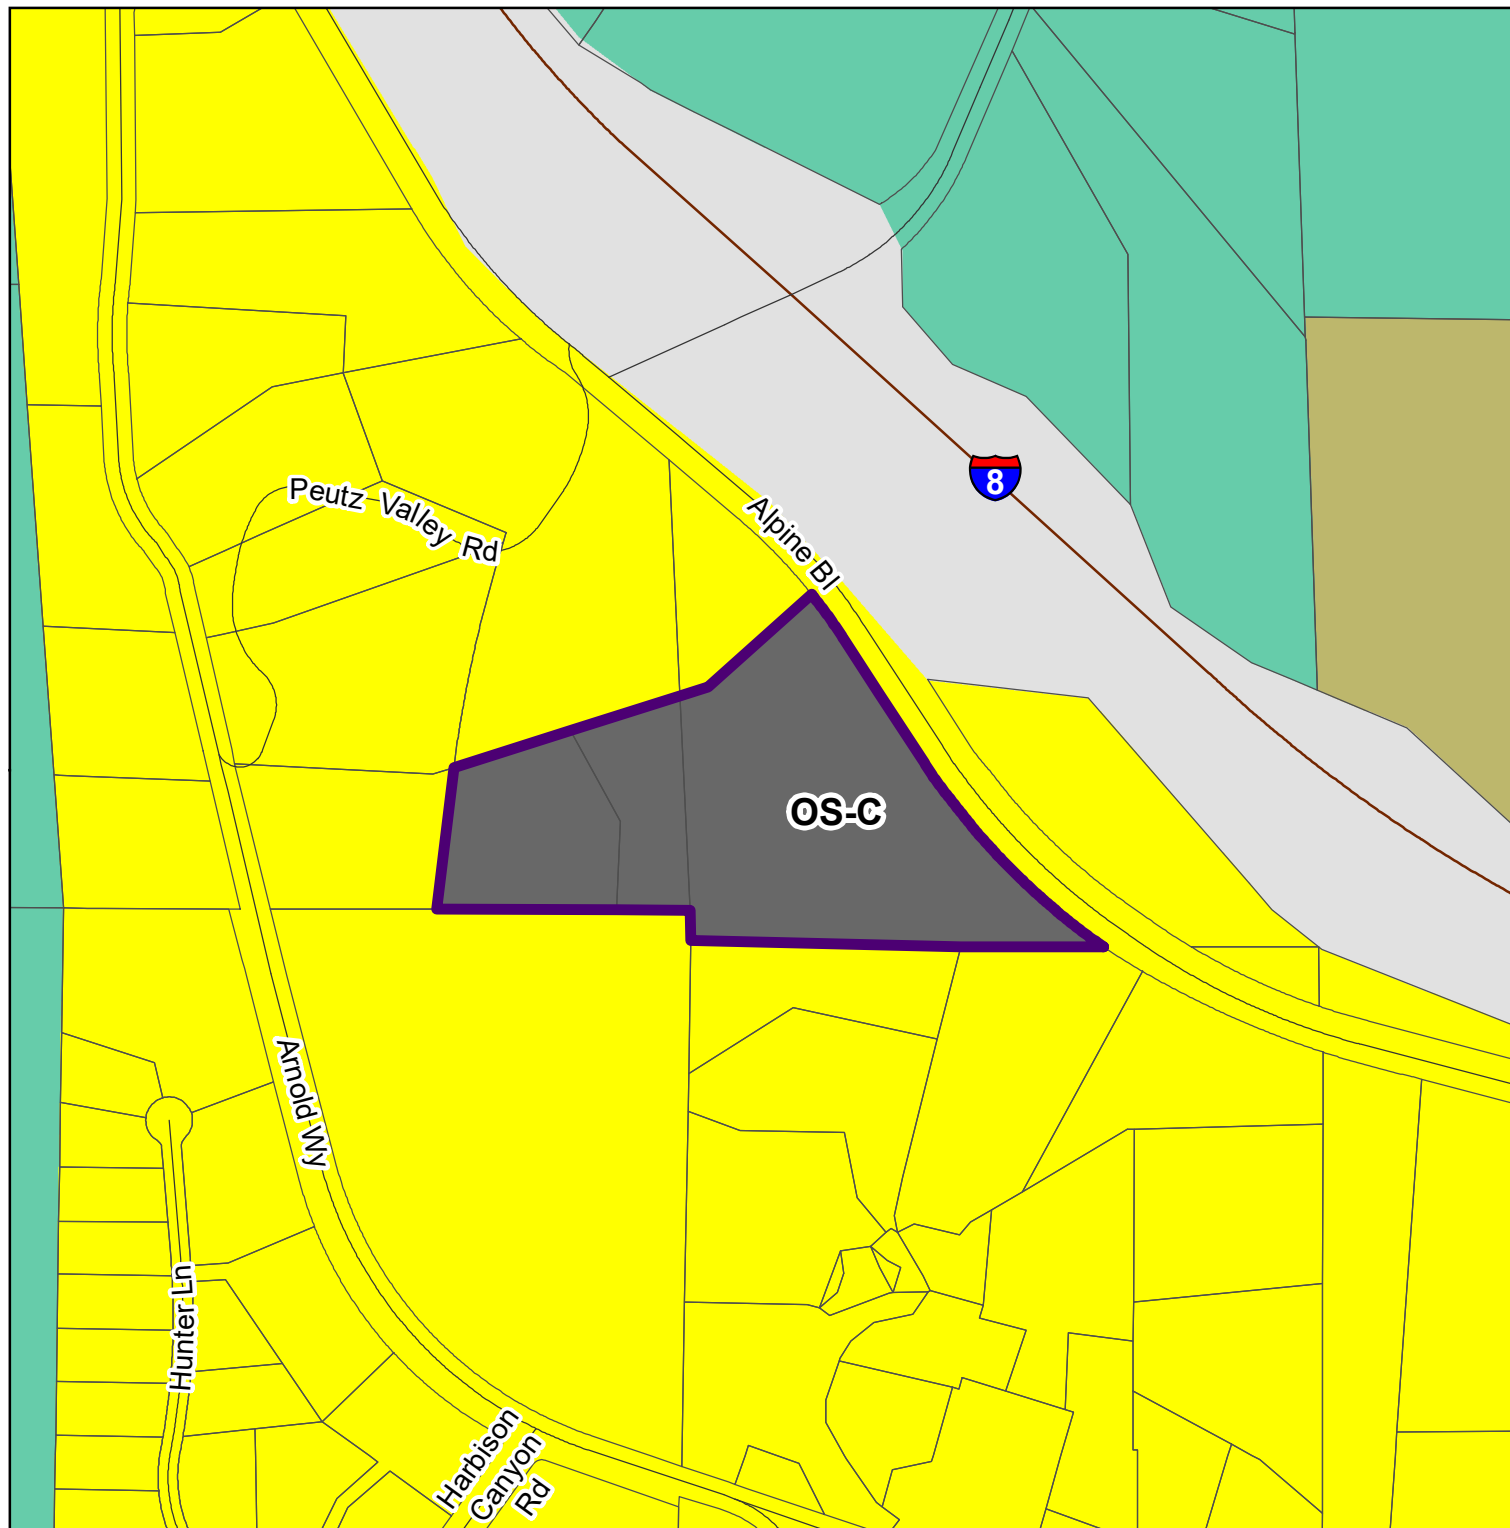 8
Peutz Valley Rd
Alpine Bl
OS-C
Arnold Wy
Hunter Ln
Harbison
Canyon
Rd